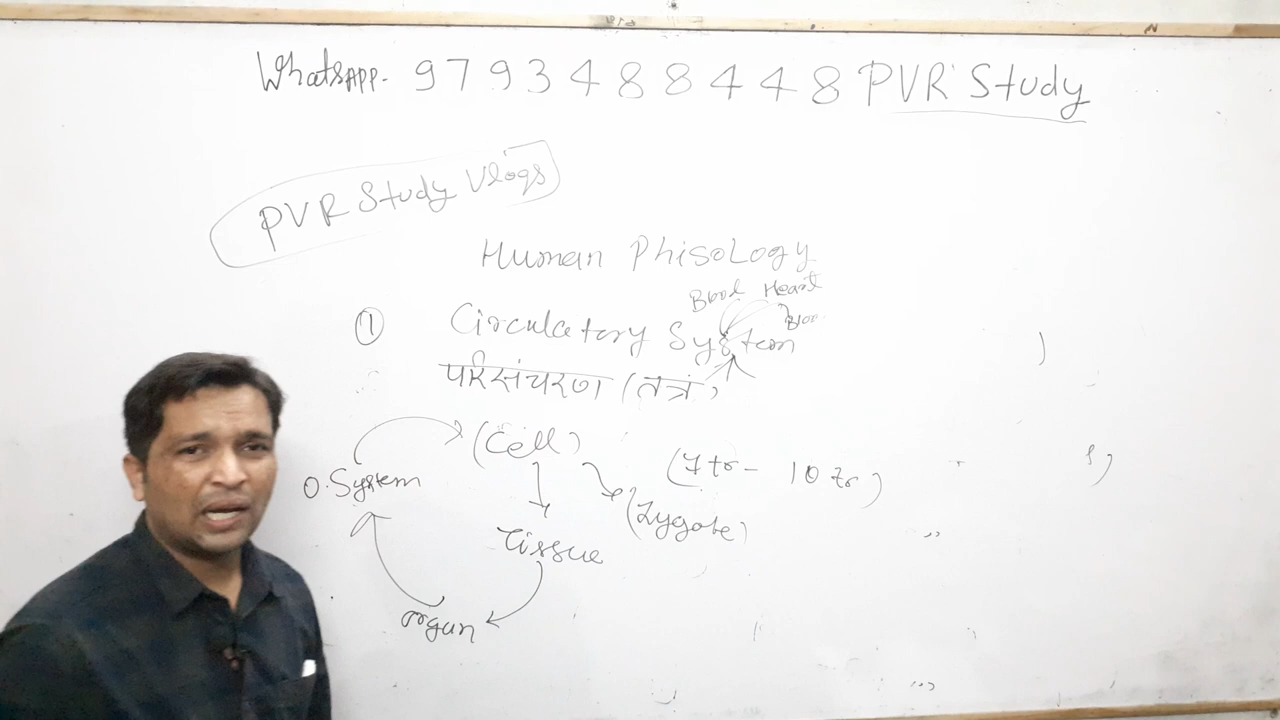 WhatsAPP. 9793488448 PVR Study
PVR Study Vlogs
Human Phisology
Blood Heart
Bloo
① Circulatory System
परिसंचरण (तंत्र)
(Cell)
(7 tr - 10 tr)
O. System
(Zygote)
Tissue
organ